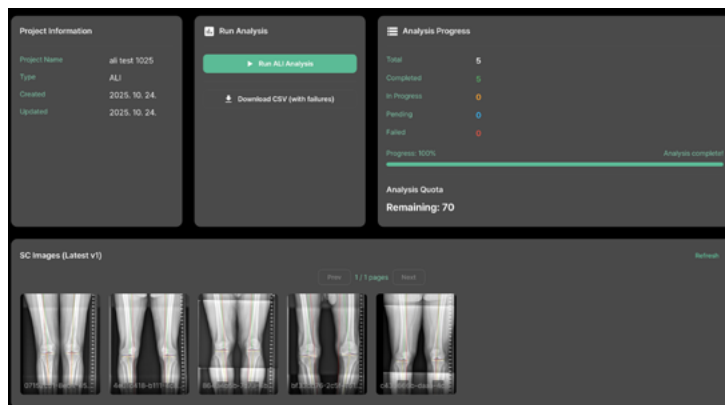 Project Information
Project Name ali test 1025
Type ALI
Created 2025. 10. 24.
Updated 2025. 10. 24.
Run Analysis
Run ALI Analysis
Download CSV (with failures)
Analysis Progress
Total 5
Completed 5
In Progress 0
Pending 0
Failed 0
Progress: 100% Analysis complete!
Analysis Quota
Remaining: 70
SC Images (Latest v1) Refresh
Prev 1 / 1 pages Next